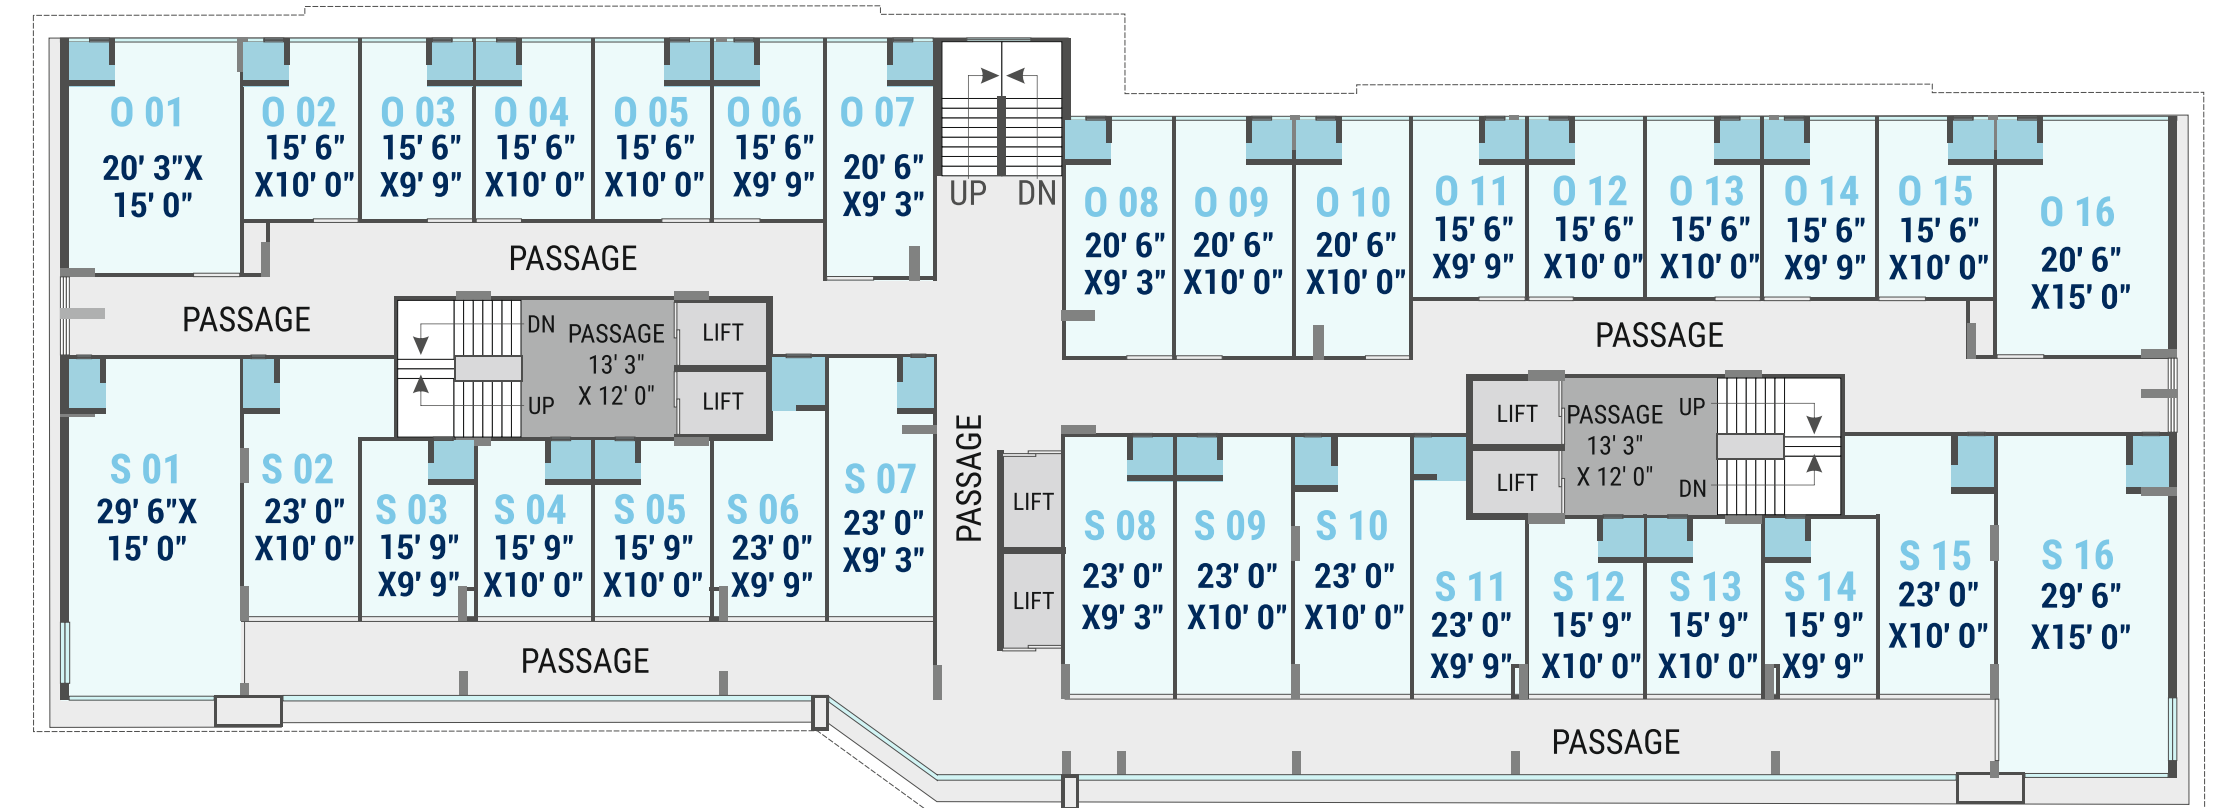 O 01
20' 3"X
15' 0"
O 02
15' 6"
X10' 0"
O 03
15' 6"
X9' 9"
O 04
15' 6"
X10' 0"
O 05
15' 6"
X10' 0"
O 06
15' 6"
X9' 9"
O 07
20' 6"
X9' 3"
UP DN
O 08
20' 6"
X9' 3"
O 09
20' 6"
X10' 0"
O 10
20' 6"
X10' 0"
O 11
15' 6"
X9' 9"
O 12
15' 6"
X10' 0"
O 13
15' 6"
X10' 0"
O 14
15' 6"
X9' 9"
O 15
15' 6"
X10' 0"
O 16
20' 6"
X15' 0"
PASSAGE
PASSAGE
DN
UP
PASSAGE
13' 3"
X 12' 0"
LIFT
LIFT
PASSAGE
LIFT
LIFT
PASSAGE
13' 3"
X 12' 0"
UP
DN
S 01
29' 6"X
15' 0"
S 02
23' 0"
X10' 0"
S 03
15' 9"
X9' 9"
S 04
15' 9"
X10' 0"
S 05
15' 9"
X10' 0"
S 06
23' 0"
X9' 9"
S 07
23' 0"
X9' 3"
PASSAGE
LIFT
LIFT
S 08
23' 0"
X9' 3"
S 09
23' 0"
X10' 0"
S 10
23' 0"
X10' 0"
S 11
23' 0"
X9' 9"
S 12
15' 9"
X10' 0"
S 13
15' 9"
X10' 0"
S 14
15' 9"
X9' 9"
S 15
23' 0"
X10' 0"
S 16
29' 6"
X15' 0"
PASSAGE
PASSAGE